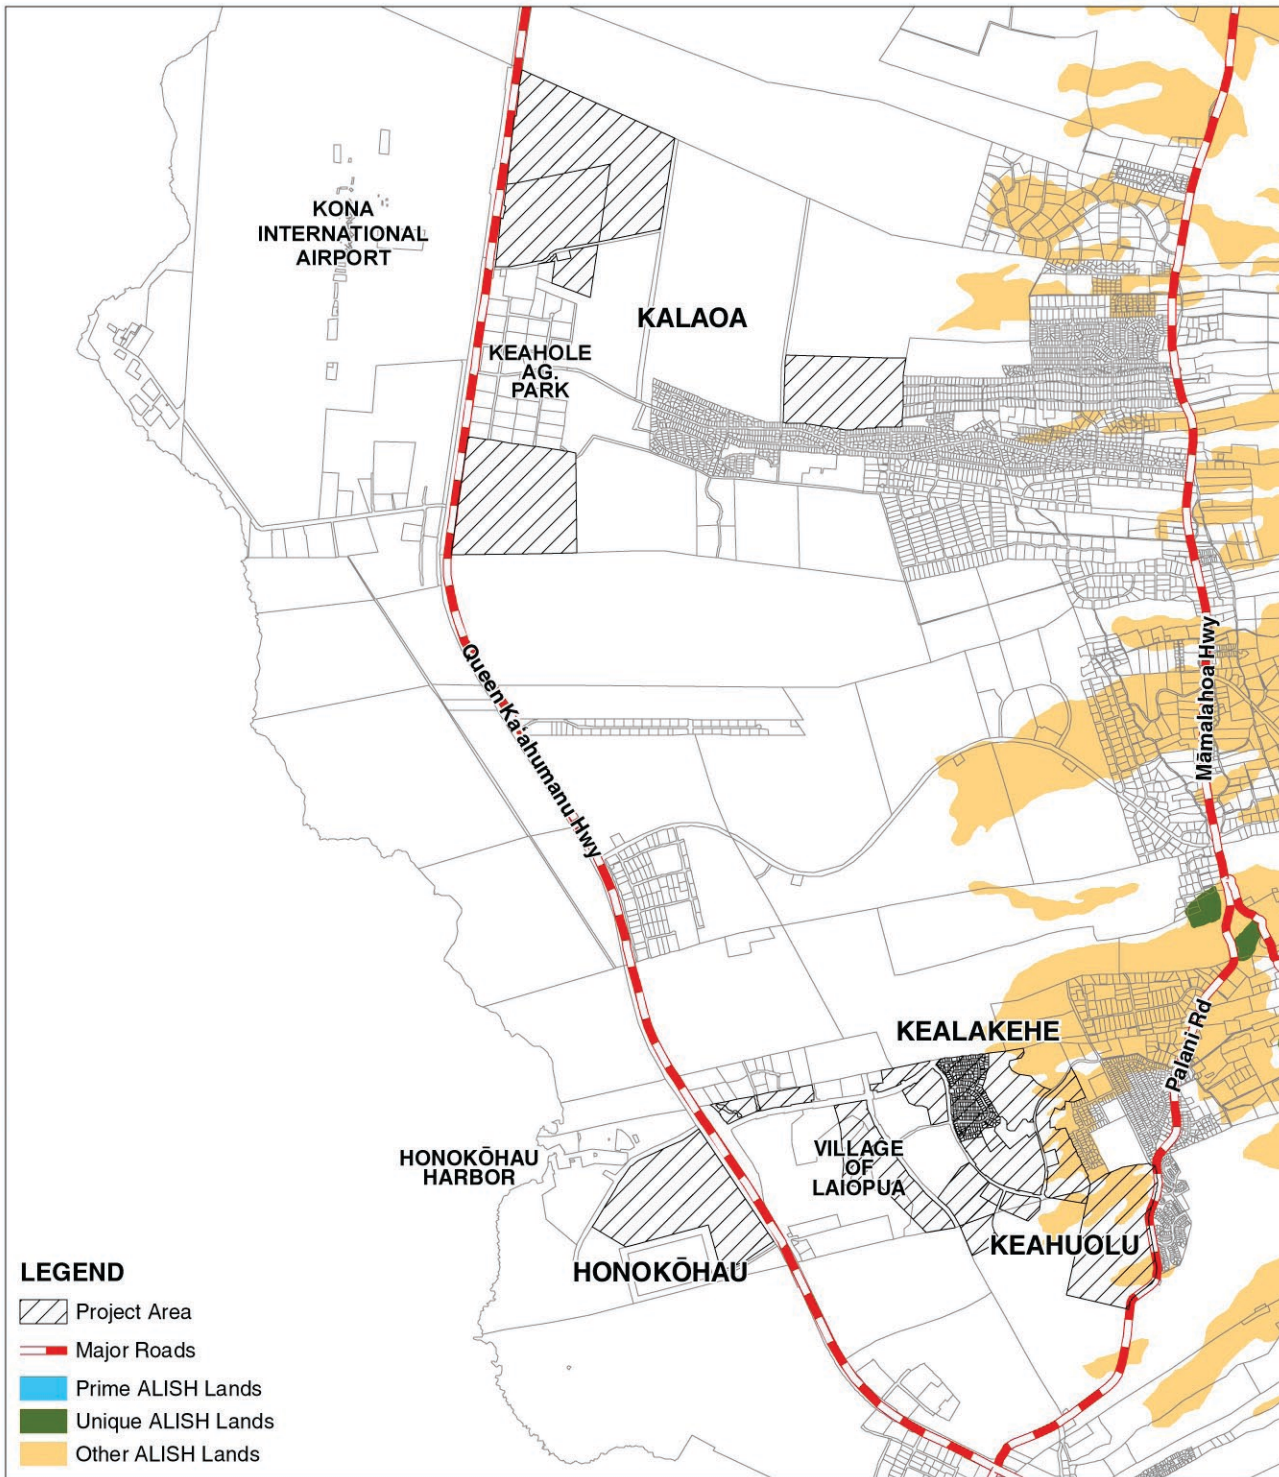 KONA
INTERNATIONAL
AIRPORT
KALAOA
KEAHOLE
AG.
PARK
Queen Ka‘ahumanu Hwy
Māmalahoa Hwy
Palani Rd
KEALAKEHE
HONOKŌHAU
HARBOR
VILLAGE
OF
LAIOPUA
KEAHUOLU
HONOKŌHAU
LEGEND
Project Area
Major Roads
Prime ALISH Lands
Unique ALISH Lands
Other ALISH Lands